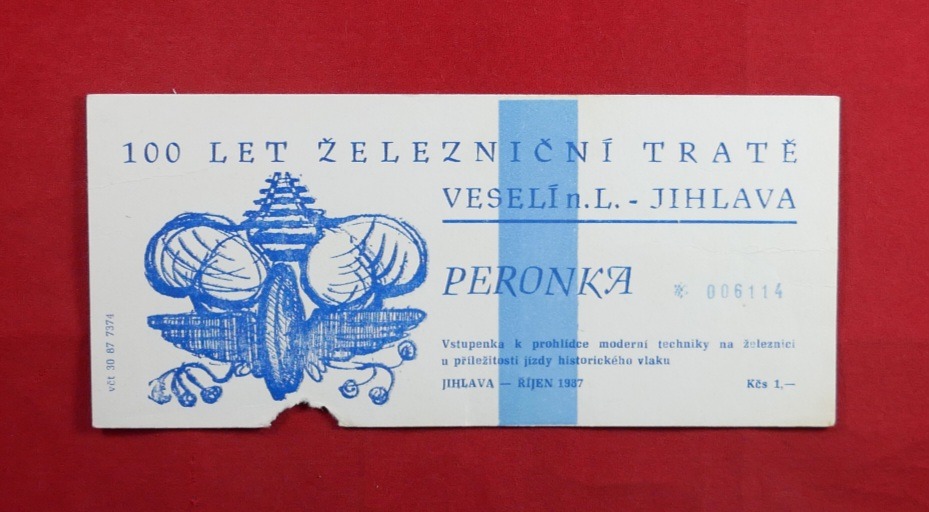 100 LET ŽELEZNIČNÍ TRATĚ
VESELÍ n.L. - JIHLAVA
PERONKA
* 006114
Vstupenka k prohlídce moderní techniky na železnici
u příležitosti jízdy historického vlaku
JIHLAVA — ŘÍJEN 1987
Kčs 1,—
včt 30 87 7374